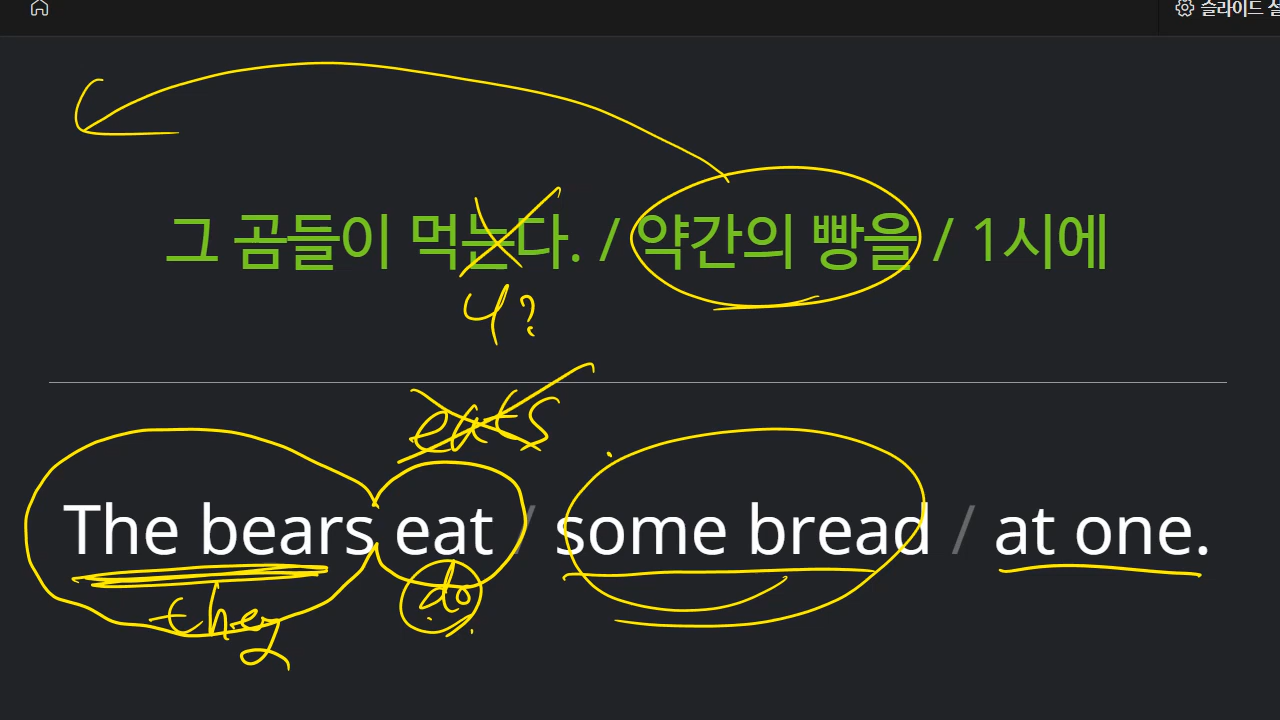 슬라이드
그 곰들이 먹는다. / 약간의 빵을 / 1시에
니?
eats
The bears eat / some bread / at one.
they
do